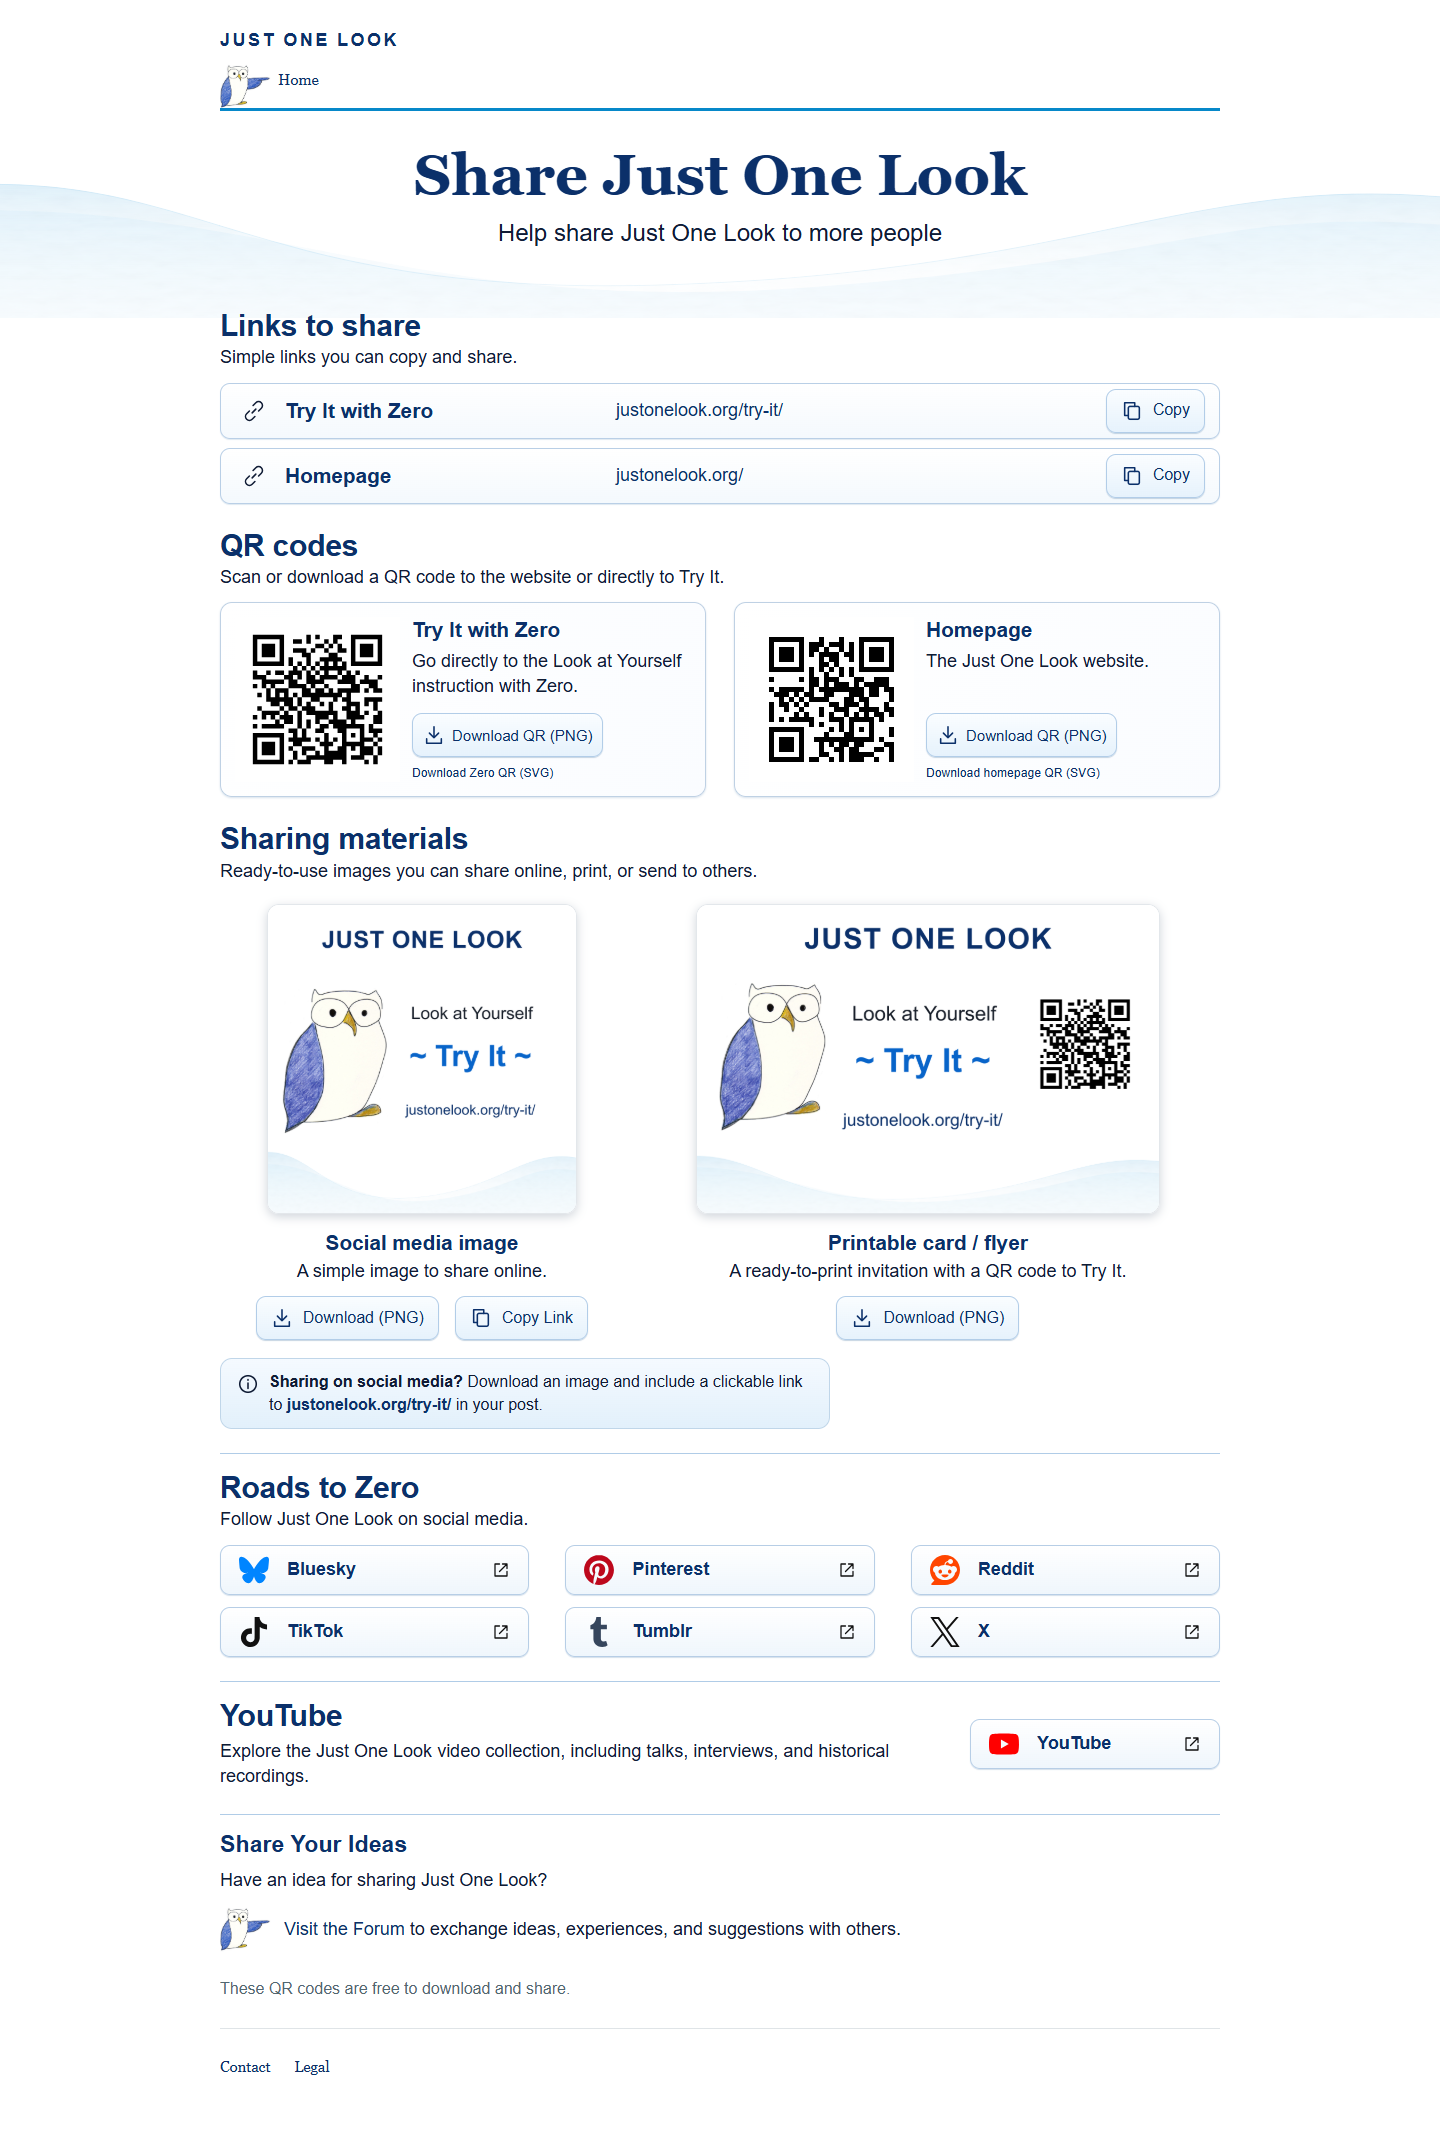 JUST ONE LOOK
Home
Share Just One Look
Help share Just One Look to more people
Links to share
Simple links you can copy and share.
Try It with Zero
justonelook.org/try-it/
Copy
Homepage
justonelook.org/
Copy
QR codes
Scan or download a QR code to the website or directly to Try It.
Try It with Zero
Go directly to the Look at Yourself
instruction with Zero.
Download QR (PNG)
Download Zero QR (SVG)
Homepage
The Just One Look website.
Download QR (PNG)
Download homepage QR (SVG)
Sharing materials
Ready-to-use images you can share online, print, or send to others.
JUST ONE LOOK
Look at Yourself
~ Try It ~
justonelook.org/try-it/
Social media image
A simple image to share online.
Download (PNG)
Copy Link
JUST ONE LOOK
Look at Yourself
~ Try It ~
justonelook.org/try-it/
Printable card / flyer
A ready-to-print invitation with a QR code to Try It.
Download (PNG)
Sharing on social media? Download an image and include a clickable link
to justonelook.org/try-it/ in your post.
Roads to Zero
Follow Just One Look on social media.
Bluesky
Pinterest
Reddit
TikTok
Tumblr
X
YouTube
Explore the Just One Look video collection, including talks, interviews, and historical
recordings.
YouTube
Share Your Ideas
Have an idea for sharing Just One Look?
Visit the Forum to exchange ideas, experiences, and suggestions with others.
These QR codes are free to download and share.
Contact
Legal